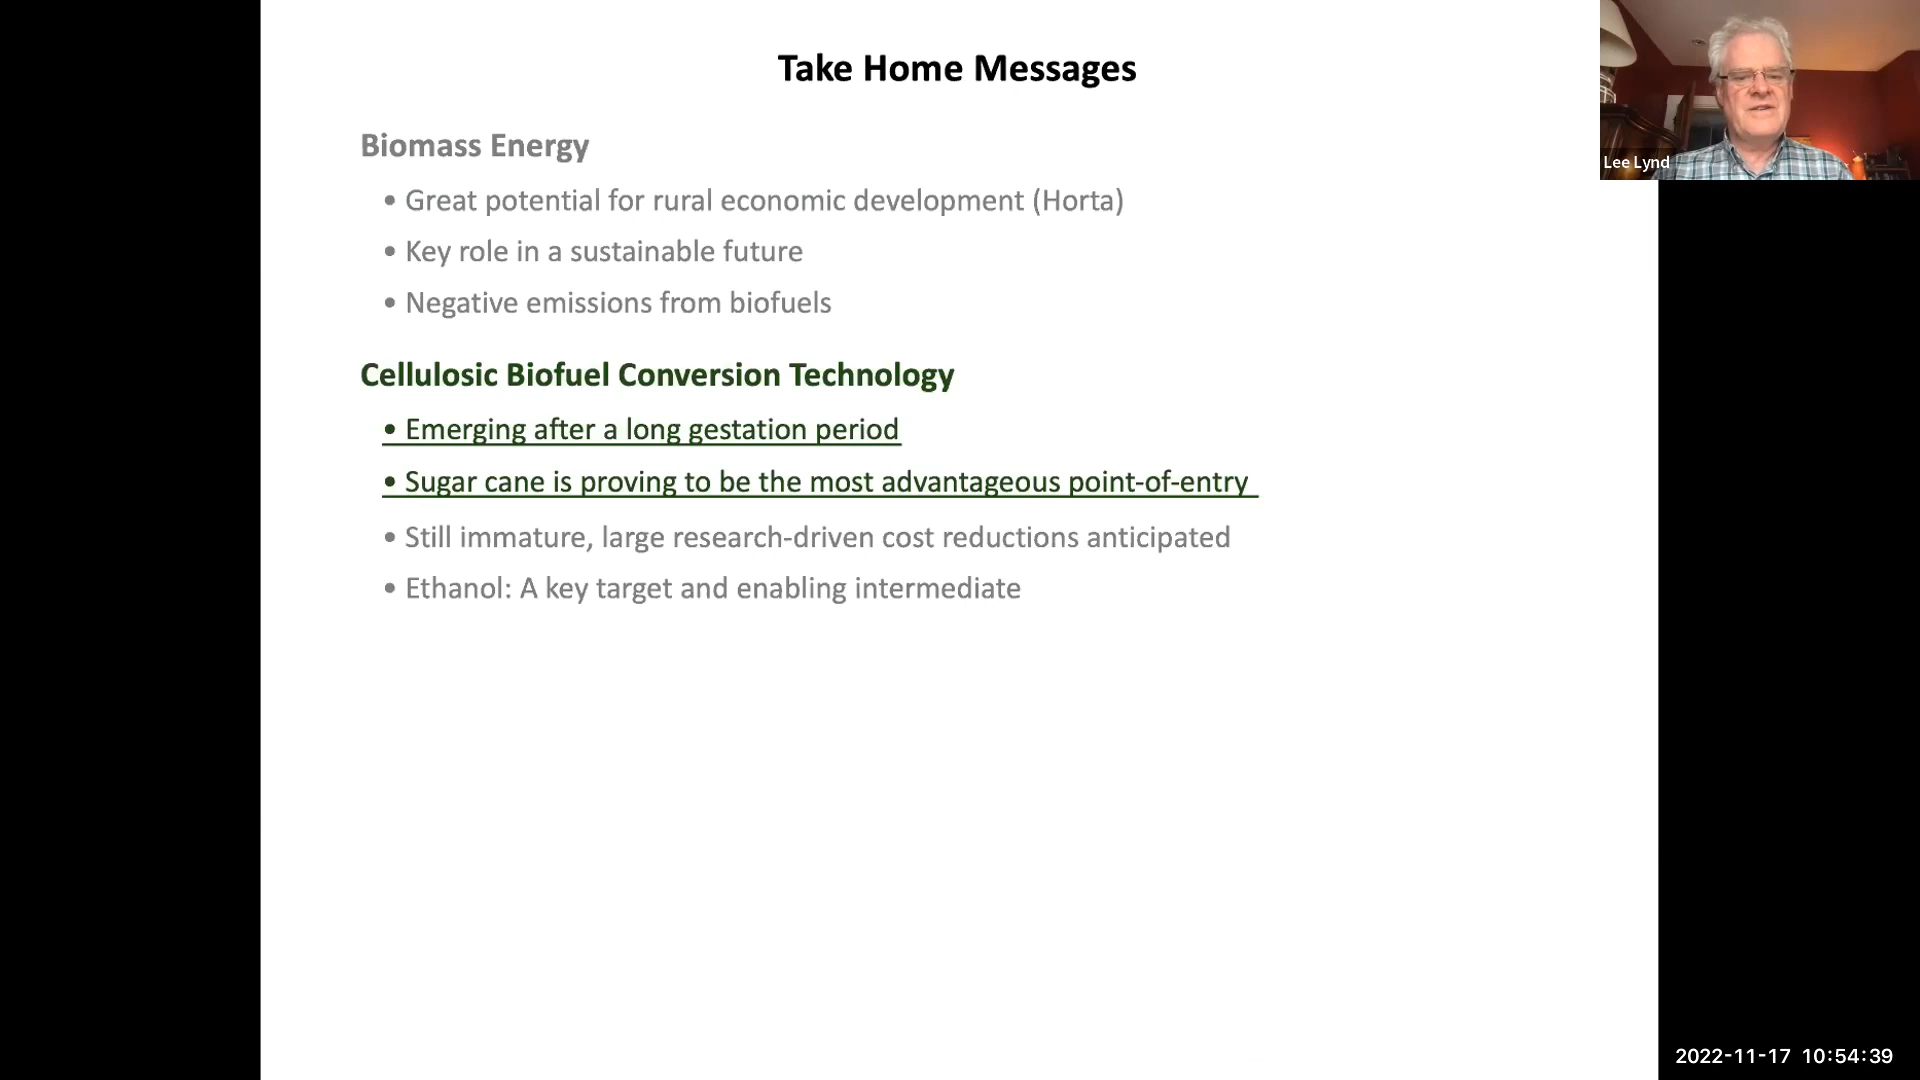 Take Home Messages
Lee Lynd
Biomass Energy
• Great potential for rural economic development (Horta)
• Key role in a sustainable future
• Negative emissions from biofuels
Cellulosic Biofuel Conversion Technology
• Emerging after a long gestation period
• Sugar cane is proving to be the most advantageous point-of-entry
• Still immature, large research-driven cost reductions anticipated
• Ethanol: A key target and enabling intermediate
2022-11-17 10:54:39